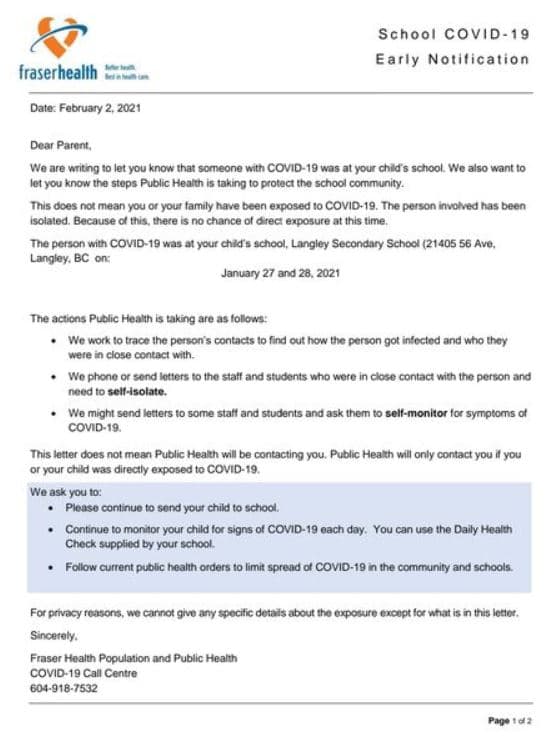 School COVID-19
Early Notification
fraserhealth
Better health.
Best in health care.
Date: February 2, 2021
Dear Parent,
We are writing to let you know that someone with COVID-19 was at your child's school. We also want to
let you know the steps Public Health is taking to protect the school community.
This does not mean you or your family have been exposed to COVID-19. The person involved has been
isolated. Because of this, there is no chance of direct exposure at this time.
The person with COVID-19 was at your child's school, Langley Secondary School (21405 56 Ave,
Langley, BC on:
January 27 and 28, 2021
The actions Public Health is taking are as follows:
• We work to trace the person's contacts to find out how the person got infected and who they
were in close contact with.
• We phone or send letters to the staff and students who were in close contact with the person and
need to self-isolate.
• We might send letters to some staff and students and ask them to self-monitor for symptoms of
COVID-19.
This letter does not mean Public Health will be contacting you. Public Health will only contact you if you
or your child was directly exposed to COVID-19.
We ask you to:
• Please continue to send your child to school.
• Continue to monitor your child for signs of COVID-19 each day. You can use the Daily Health
Check supplied by your school.
• Follow current public health orders to limit spread of COVID-19 in the community and schools.
For privacy reasons, we cannot give any specific details about the exposure except for what is in this letter.
Sincerely,
Fraser Health Population and Public Health
COVID-19 Call Centre
604-918-7532
Page 1 of 2